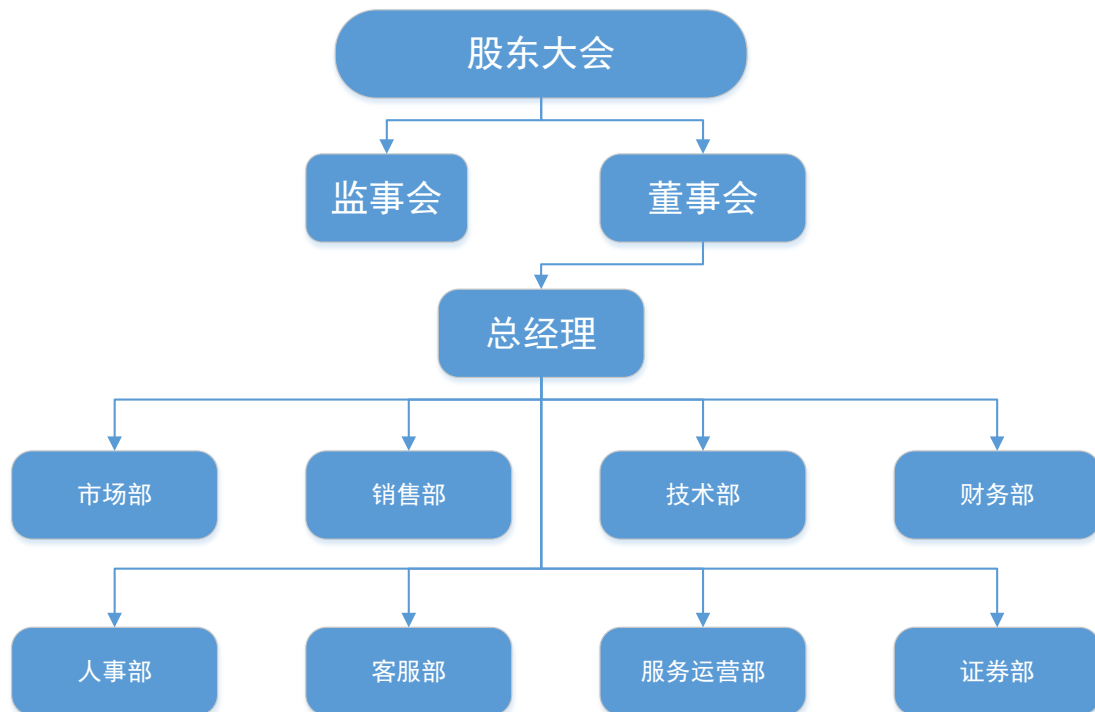 股东大会
监事会
董事会
总经理
市场部
销售部
技术部
财务部
人事部
客服部
服务运营部
证券部